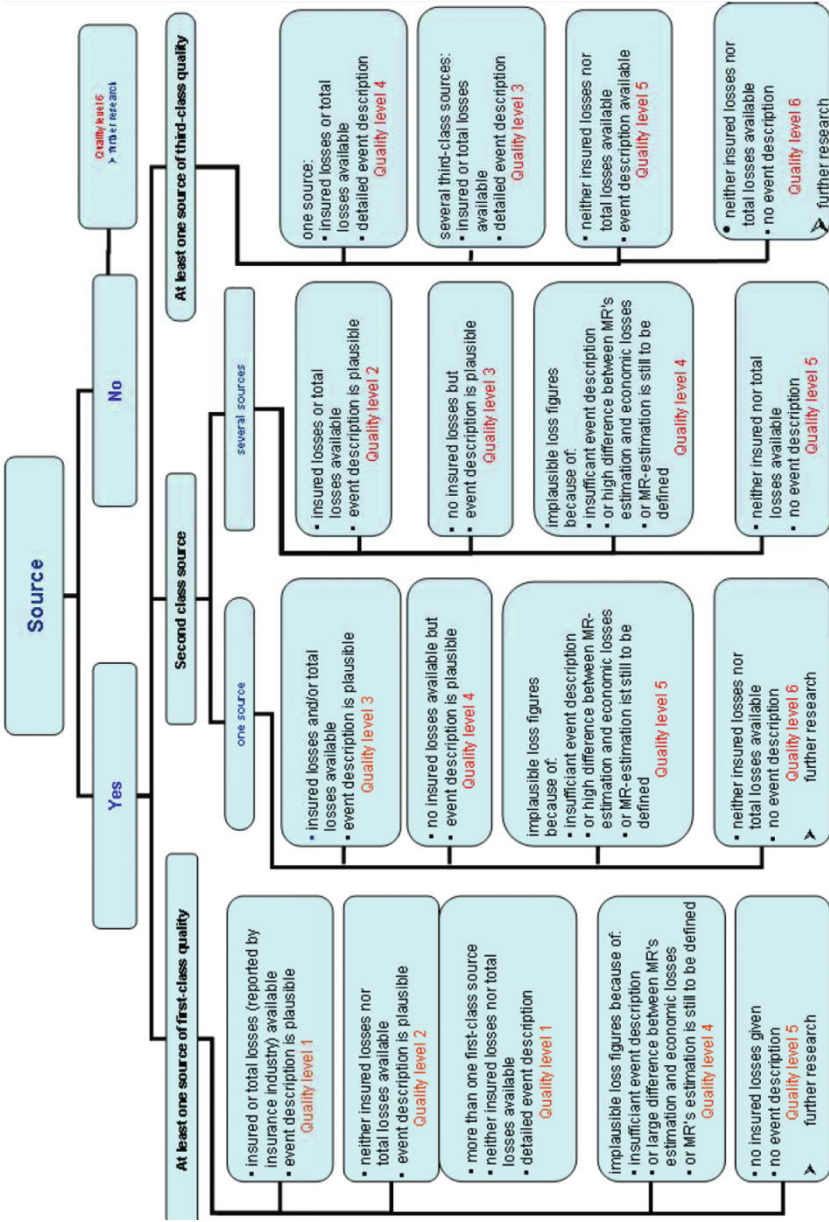 Source
Yes
No
Quality level 6
➢ further research
At least one source of first-class quality
Second class source
At least one source of third-class quality
one source
several sources
▪ insured or total losses (reported by
insurance industry) available
▪ event description is plausible
Quality level 1
▪ neither insured losses nor
total losses available
▪ event description is plausible
Quality level 2
▪ more than one first-class source
▪ neither insured losses nor total
losses available
▪ detailed event description
Quality level 1
implausible loss figures because of:
▪ insufficient event description
▪ or large difference between MR's
estimation and economic losses
▪ or MR's estimation is still to be defined
Quality level 4
▪ no insured losses given
▪ no event description
Quality level 5
➢ further research
▪ insured losses and/or total
losses available
▪ event description is plausible
Quality level 3
▪ no insured losses available but
▪ event description is plausible
Quality level 4
implausible loss figures
because of:
▪ insufficient event description
▪ or high difference between MR-
estimation and economic losses
▪ or MR-estimation ist still to be
defined
Quality level 5
▪ neither insured losses nor
total losses available
▪ no event description
Quality level 6
➢ further research
▪ insured losses or total
losses available
▪ event description is plausible
Quality level 2
▪ no insured losses but
▪ event description is plausible
Quality level 3
implausible loss figures
because of:
▪ insufficant event description
▪ or high difference between MR's
estimation and economic losses
▪ or MR-estimation is still to be
defined
Quality level 4
▪ neither insured nor total
losses available
▪ no event description
Quality level 5
one source:
▪ insured losses or total
losses available
▪ detailed event description
Quality level 4
several third-class sources:
▪ insured or total losses
available
▪ detailed event description
Quality level 3
▪ neither insured losses nor
total losses available
▪ event description available
Quality level 5
● neither insured losses nor
total losses available
▪ no event description
Quality level 6
➢ further research